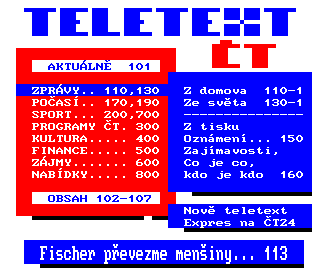 TELETEXT
ČT
AKTUÁLNĚ 101
ZPRÁVY.. 110,130
POČASÍ.. 170,190
SPORT... 200,700
PROGRAMY ČT. 300
KULTURA..... 400
FINANCE..... 500
ZÁJMY....... 600
NABÍDKY..... 800
OBSAH 102-107
Z domova 110-1
Ze světa 130-1
----------------
Z tisku
Oznámení... 150
Zajímavosti,
Co je co,
kdo je kdo 160
Nově teletext
Expres na ČT24
Fischer převezme menšiny... 113